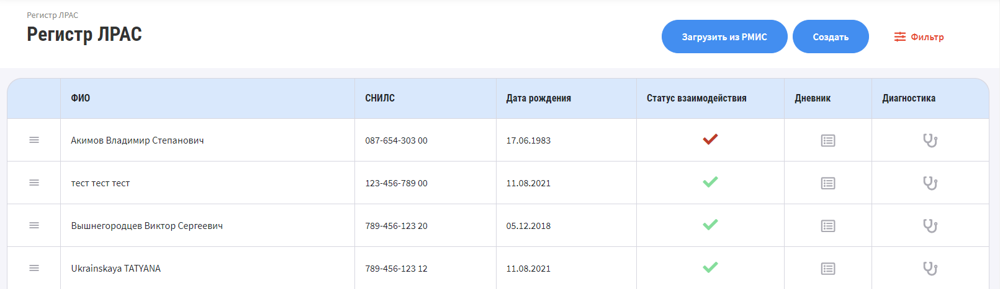 Регистр ЛРАС
Регистр ЛРАС
Загрузить из РМИС Создать Фильтр
ФИО СНИЛС Дата рождения Статус взаимодействия Дневник Диагностика
Акимов Владимир Степанович 087-654-303 00 17.06.1983
тест тест тест 123-456-789 00 11.08.2021
Вышнегородцев Виктор Сергеевич 789-456-123 20 05.12.2018
Ukrainskaya TATYANA 789-456-123 12 11.08.2021